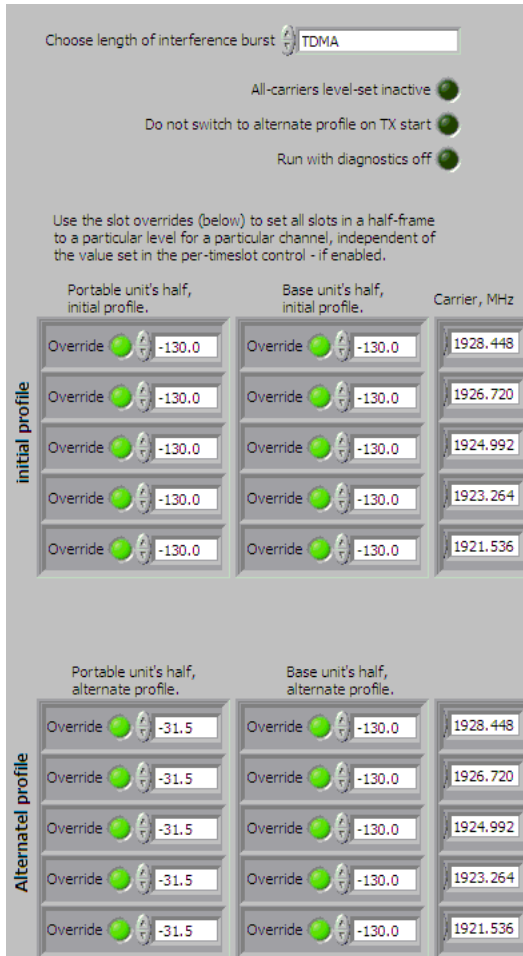 Choose length of interference burst TDMA
All-carriers level-set inactive
Do not switch to alternate profile on TX start
Run with diagnostics off
Use the slot overrides (below) to set all slots in a half-frame
to a particular level for a particular channel, independent of
the value set in the per-timeslot control - if enabled.
Portable unit's half,
initial profile.
Base unit's half,
initial profile.
Carrier, MHz
initial profile
Override -130.0 Override -130.0 1928.448
Override -130.0 Override -130.0 1926.720
Override -130.0 Override -130.0 1924.992
Override -130.0 Override -130.0 1923.264
Override -130.0 Override -130.0 1921.536
Portable unit's half,
alternate profile.
Base unit's half,
alternate profile.
Alternatel profile
Override -31.5 Override -130.0 1928.448
Override -31.5 Override -130.0 1926.720
Override -31.5 Override -130.0 1924.992
Override -31.5 Override -130.0 1923.264
Override -31.5 Override -130.0 1921.536